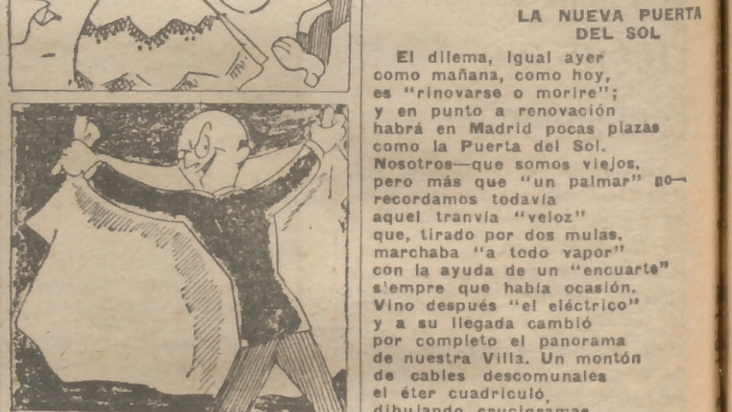 LA NUEVA PUERTA
DEL SOL
El dilema, igual ayer
como mañana, como hoy,
es "rinovarse o morire";
y en punto a renovación
habrá en Madrid pocas plazas
como la Puerta del Sol.
Nosotros—que somos viejos,
pero más que "un palmar" no—
recordamos todavía
aquel tranvía "veloz"
que, tirado por dos mulas,
marchaba "a todo vapor"
con la ayuda de un "encuarte"
siempre que había ocasión.
Vino después "el eléctrico"
y a su llegada cambió
por completo el panorama
de nuestra Villa. Un montón
de cables descomunales
el éter cuadriculó,
dibujando crucigramas